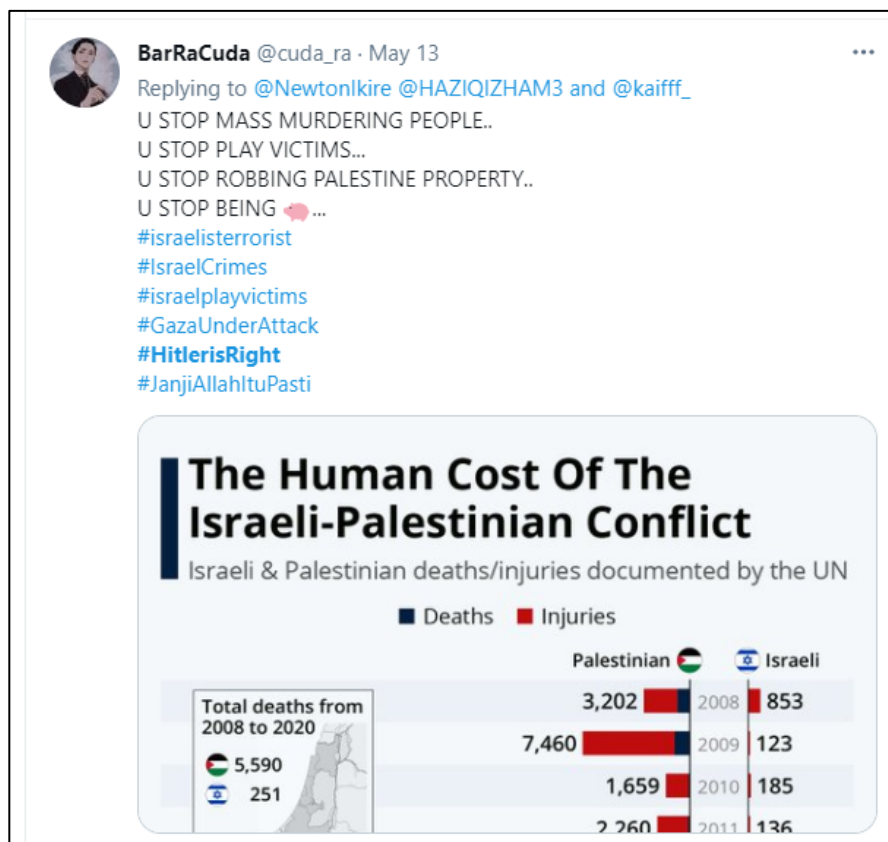 BarRaCuda @cuda_ra · May 13
Replying to @NewtonIkire @HAZIQIZHAM3 and @kaifff_
U STOP MASS MURDERING PEOPLE..
U STOP PLAY VICTIMS...
U STOP ROBBING PALESTINE PROPERTY..
U STOP BEING 🐖...
#israelisterrorist
#IsraelCrimes
#israelplayvictims
#GazaUnderAttack
#HitlerisRight
#JanjiAllahItuPasti
The Human Cost Of The
Israeli-Palestinian Conflict
Israeli & Palestinian deaths/injuries documented by the UN
Deaths Injuries
Palestinian Israeli
Total deaths from
2008 to 2020
5,590
251
3,202 2008 853
7,460 2009 123
1,659 2010 185
2,260 2011 136